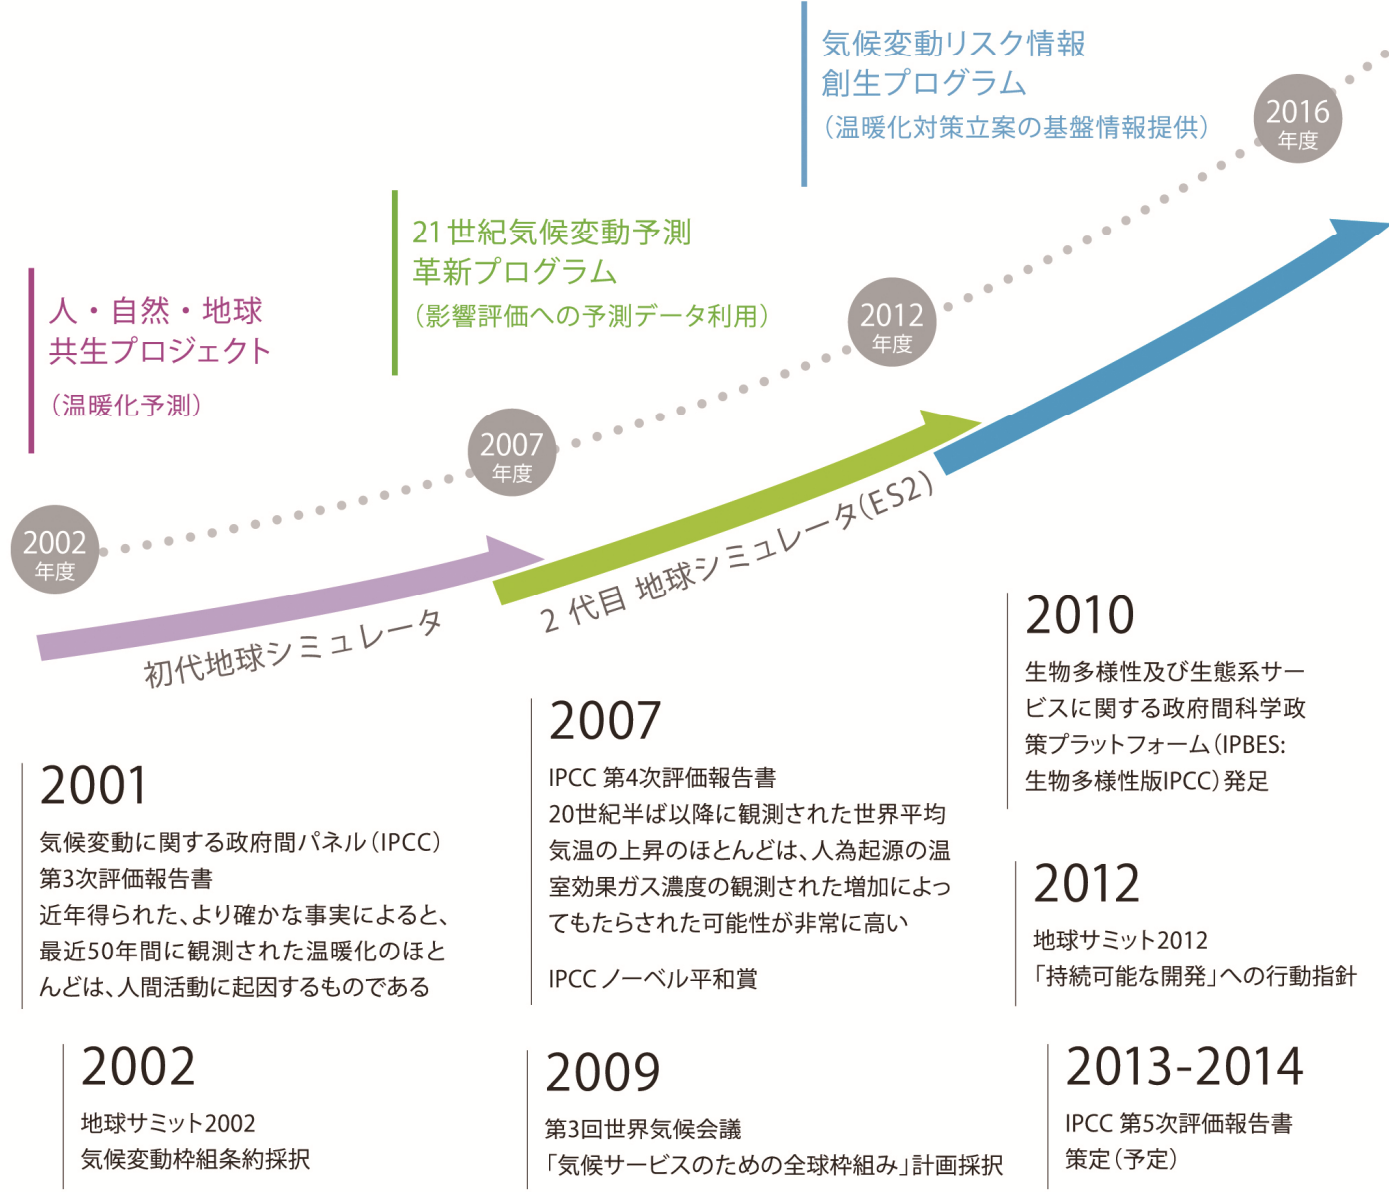 気候変動リスク情報
創生プログラム
（温暖化対策立案の基盤情報提供）
2016
年度
21世紀気候変動予測
革新プログラム
（影響評価への予測データ利用）
2012
年度
人・自然・地球
共生プロジェクト
（温暖化予測）
2007
年度
2002
年度
初代地球シミュレータ
2 代目 地球シミュレータ(ES2)
2001
気候変動に関する政府間パネル（IPCC）
第3次評価報告書
近年得られた、より確かな事実によると、
最近50年間に観測された温暖化のほと
んどは、人間活動に起因するものである
2002
地球サミット2002
気候変動枠組条約採択
2007
IPCC 第4次評価報告書
20世紀半ば以降に観測された世界平均
気温の上昇のほとんどは、人為起源の温
室効果ガス濃度の観測された増加によっ
てもたらされた可能性が非常に高い
IPCC ノーベル平和賞
2009
第3回世界気候会議
「気候サービスのための全球枠組み」計画採択
2010
生物多様性及び生態系サー
ビスに関する政府間科学政
策プラットフォーム（IPBES:
生物多様性版IPCC）発足
2012
地球サミット2012
「持続可能な開発」への行動指針
2013-2014
IPCC 第5次評価報告書
策定（予定）